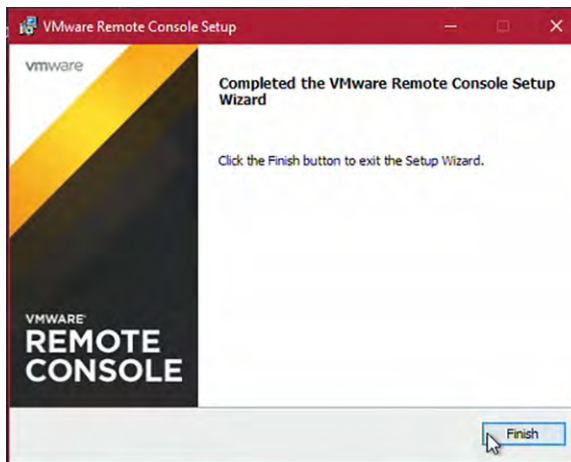 VMware Remote Console Setup
vmware
Completed the VMware Remote Console Setup
Wizard
Click the Finish button to exit the Setup Wizard.
VMWARE®
REMOTE
CONSOLE
Finish